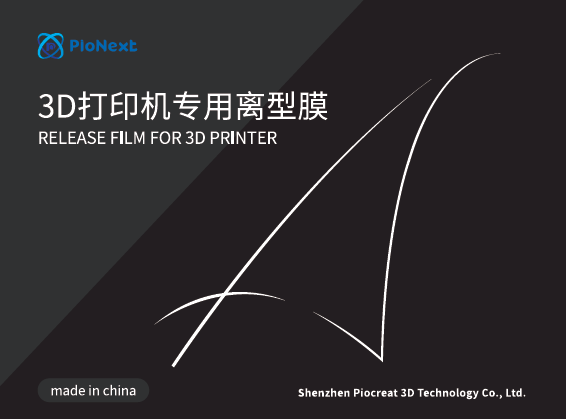 PioNext
3D打印机专用离型膜
RELEASE FILM FOR 3D PRINTER
made in china
Shenzhen Piocreat 3D Technology Co., Ltd.